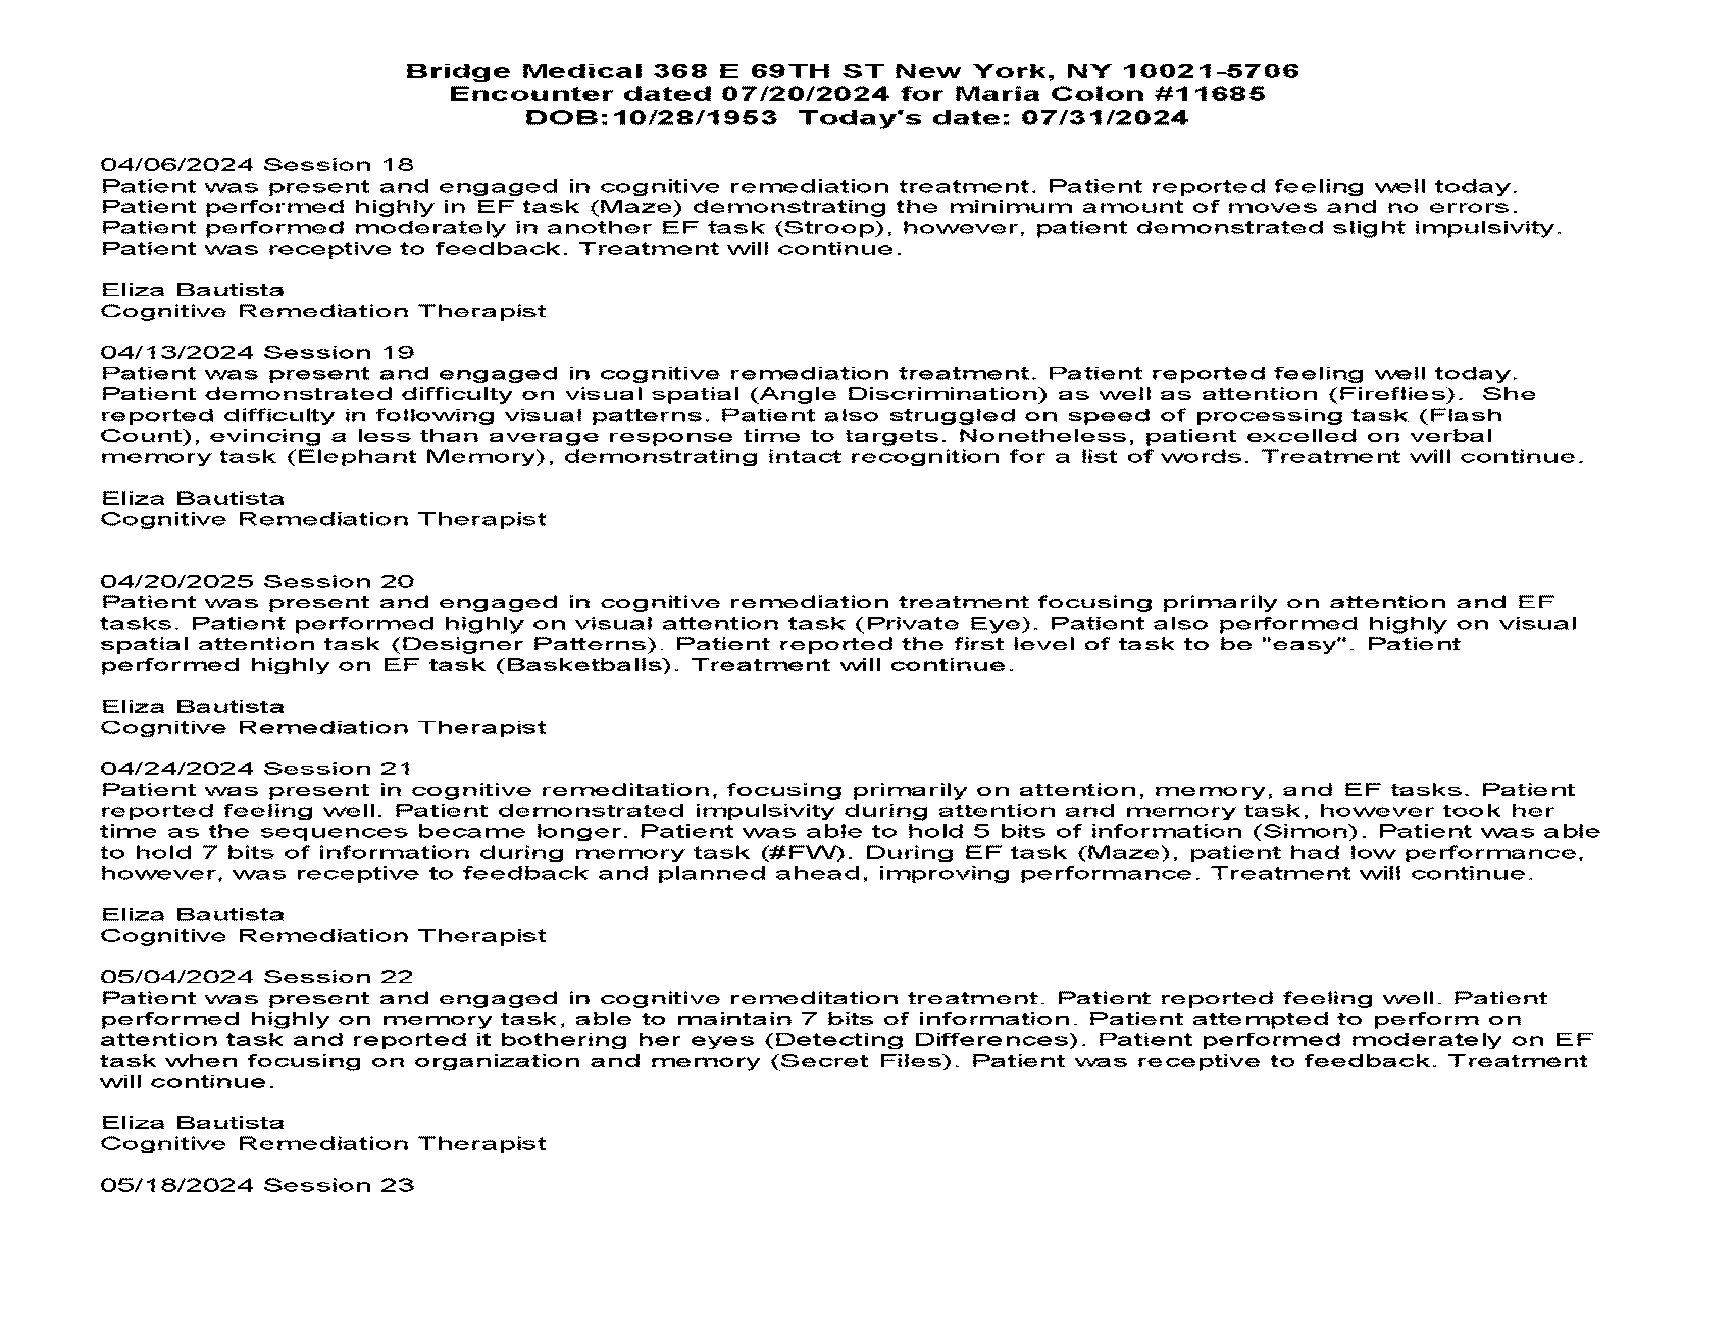 Bridge Medical 368 E 69TH ST New York, NY 10021-5706
Encounter dated 07/20/2024 for Maria Colon #11685
DOB:10/28/1953  Today's date: 07/31/2024
04/06/2024 Session 18
Patient was present and engaged in cognitive remediation treatment. Patient reported feeling well today.
Patient performed highly in EF task (Maze) demonstrating the minimum amount of moves and no errors.
Patient performed moderately in another EF task (Stroop), however, patient demonstrated slight impulsivity.
Patient was receptive to feedback. Treatment will continue.
Eliza Bautista
Cognitive Remediation Therapist
04/13/2024 Session 19
Patient was present and engaged in cognitive remediation treatment. Patient reported feeling well today.
Patient demonstrated difficulty on visual spatial (Angle Discrimination) as well as attention (Fireflies).  She
reported difficulty in following visual patterns. Patient also struggled on speed of processing task (Flash
Count), evincing a less than average response time to targets. Nonetheless, patient excelled on verbal
memory task (Elephant Memory), demonstrating intact recognition for a list of words. Treatment will continue.
Eliza Bautista
Cognitive Remediation Therapist
04/20/2025 Session 20
Patient was present and engaged in cognitive remediation treatment focusing primarily on attention and EF
tasks. Patient performed highly on visual attention task (Private Eye). Patient also performed highly on visual
spatial attention task (Designer Patterns). Patient reported the first level of task to be "easy". Patient
performed highly on EF task (Basketballs). Treatment will continue.
Eliza Bautista
Cognitive Remediation Therapist
04/24/2024 Session 21
Patient was present in cognitive remeditation, focusing primarily on attention, memory, and EF tasks. Patient
reported feeling well. Patient demonstrated impulsivity during attention and memory task, however took her
time as the sequences became longer. Patient was able to hold 5 bits of information (Simon). Patient was able
to hold 7 bits of information during memory task (#FW). During EF task (Maze), patient had low performance,
however, was receptive to feedback and planned ahead, improving performance. Treatment will continue.
Eliza Bautista
Cognitive Remediation Therapist
05/04/2024 Session 22
Patient was present and engaged in cognitive remeditation treatment. Patient reported feeling well. Patient
performed highly on memory task, able to maintain 7 bits of information. Patient attempted to perform on
attention task and reported it bothering her eyes (Detecting Differences). Patient performed moderately on EF
task when focusing on organization and memory (Secret Files). Patient was receptive to feedback. Treatment
will continue.
Eliza Bautista
Cognitive Remediation Therapist
05/18/2024 Session 23